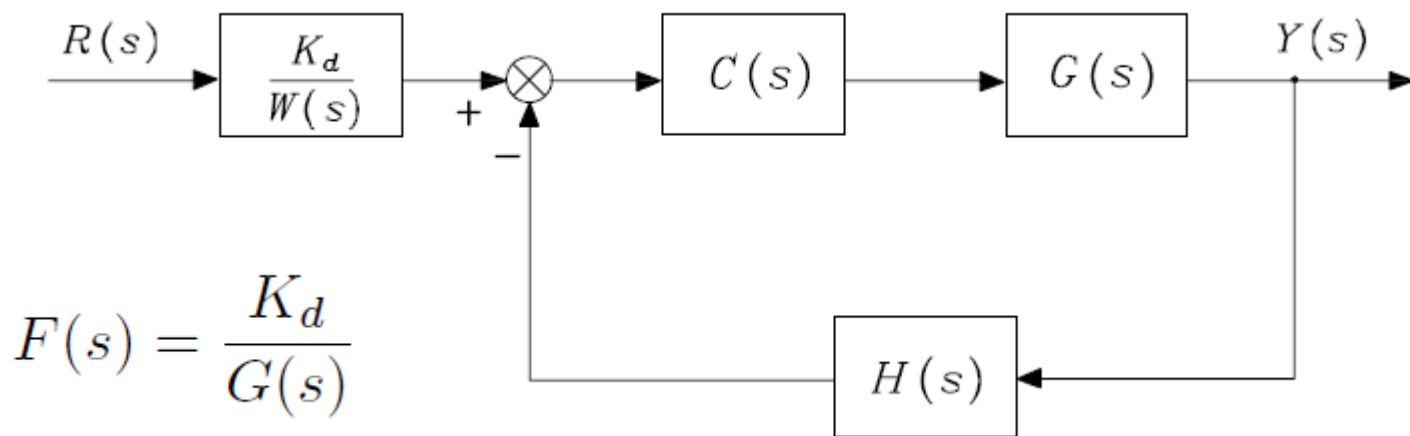 R(s)
K_d
W(s)
+
−
C(s)
G(s)
Y(s)
H(s)
F(s) = K_d / G(s)